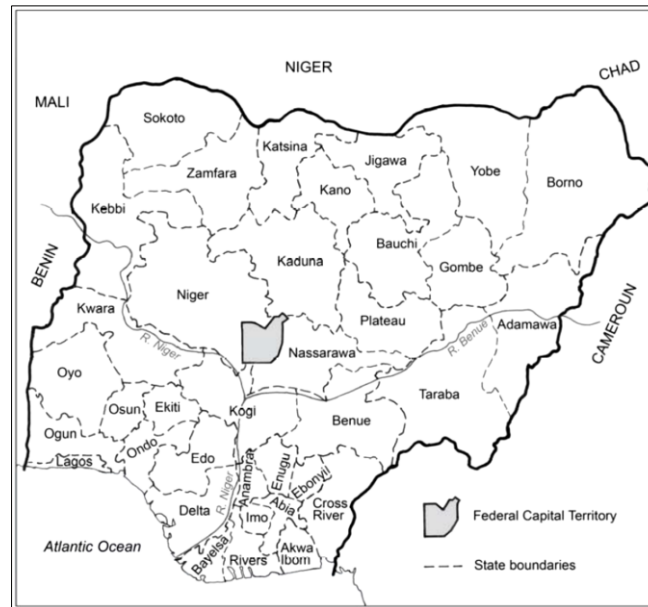 NIGER
CHAD
MALI
Sokoto
Katsina
Jigawa
Yobe
Borno
Zamfara
Kano
Kebbi
Bauchi
Kaduna
Gombe
BENIN
Niger
Kwara
Plateau
Adamawa
CAMEROUN
R. Niger
Nassarawa
R. Benue
Oyo
Taraba
Osun
Ekiti
Kogi
Benue
Ogun
Ondo
Edo
Lagos
Anambra
Enugu
Ebonyi
R. Niger
Delta
Imo
Abia
Cross
River
Federal Capital Territory
Atlantic Ocean
Bayelsa
Rivers
Akwa
Ibom
State boundaries